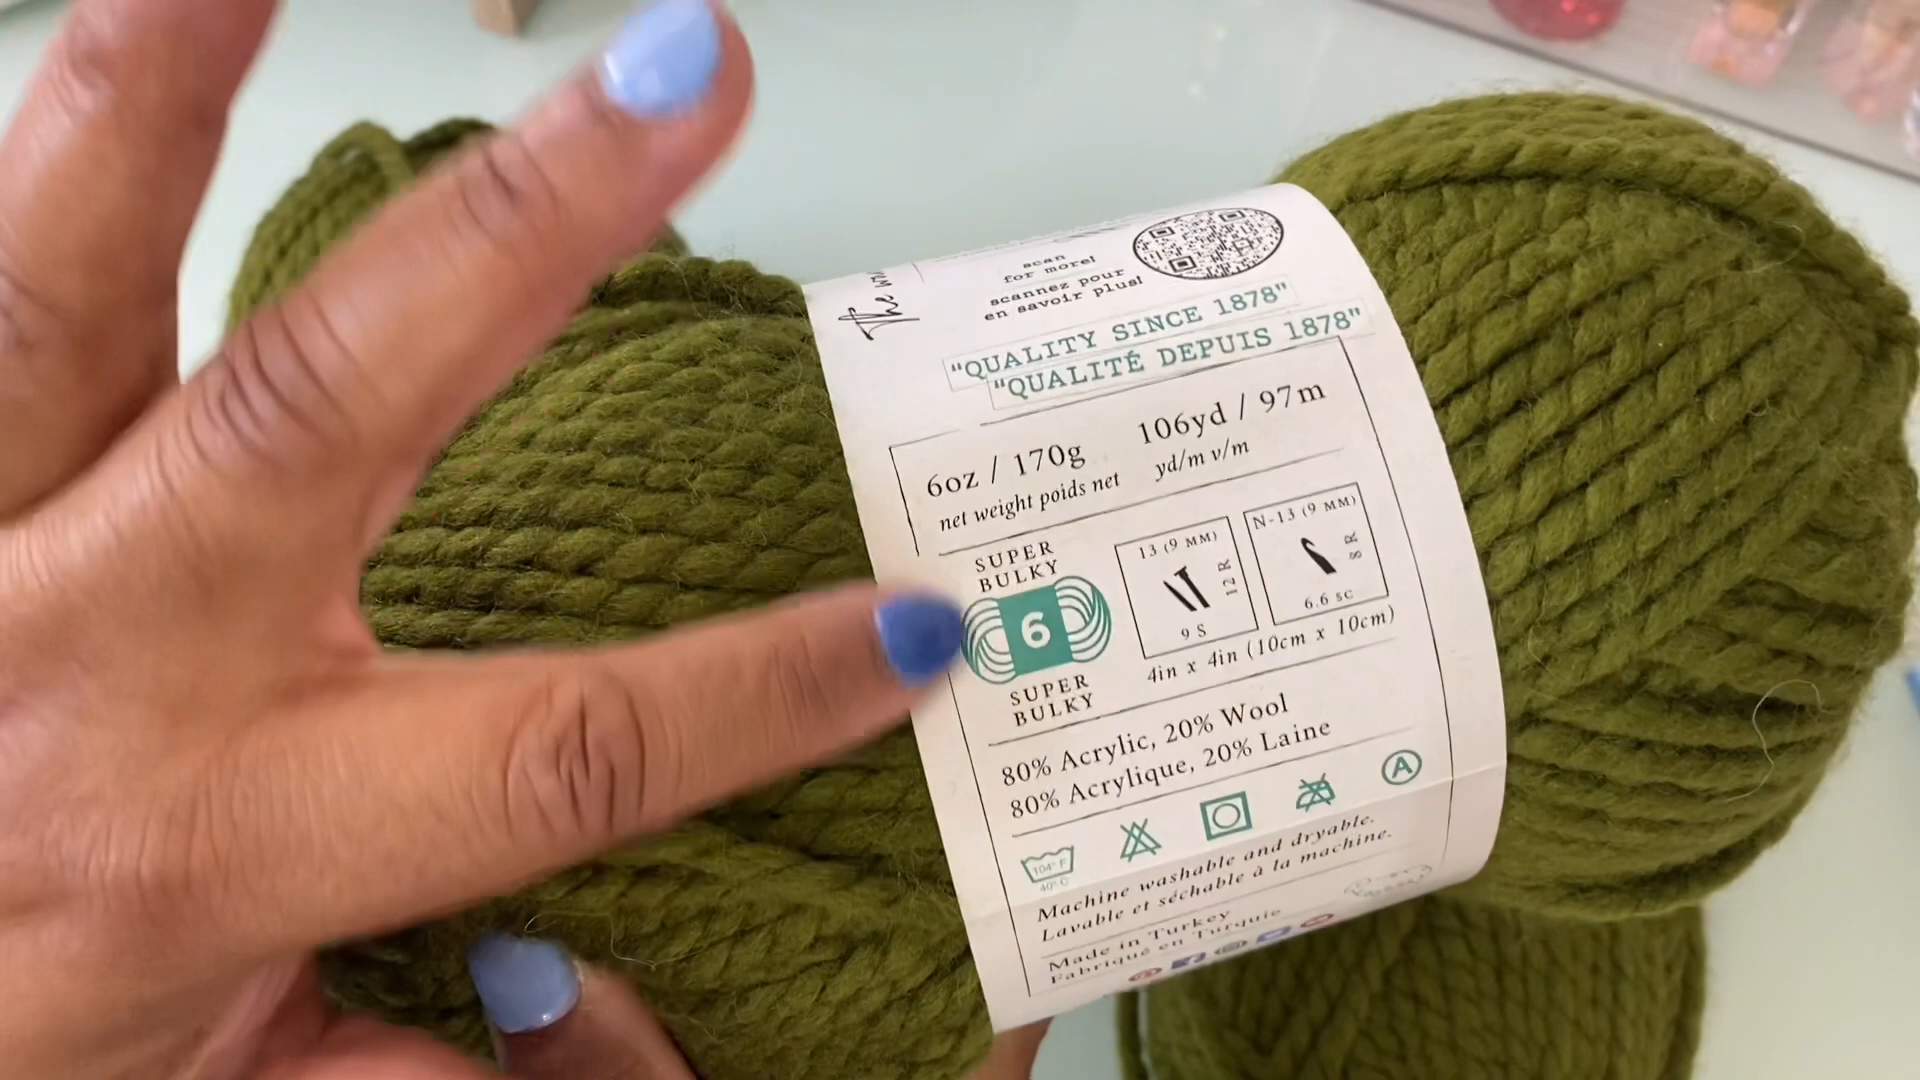 scan
for more!
scannez pour
en savoir plus!
"QUALITY SINCE 1878"
"QUALITÉ DEPUIS 1878"
6oz / 170g
net weight poids net
106yd / 97m
yd/m v/m
SUPER
BULKY
6
SUPER
BULKY
13 (9 MM)
12 R
9 S
N-13 (9 MM)
8 R
6.6 sc
4in x 4in (10cm x 10cm)
80% Acrylic, 20% Wool
80% Acrylique, 20% Laine
104° F
40° C
A
Machine washable and dryable.
Lavable et séchable à la machine.
Made in Turkey
Fabriqué en Turquie